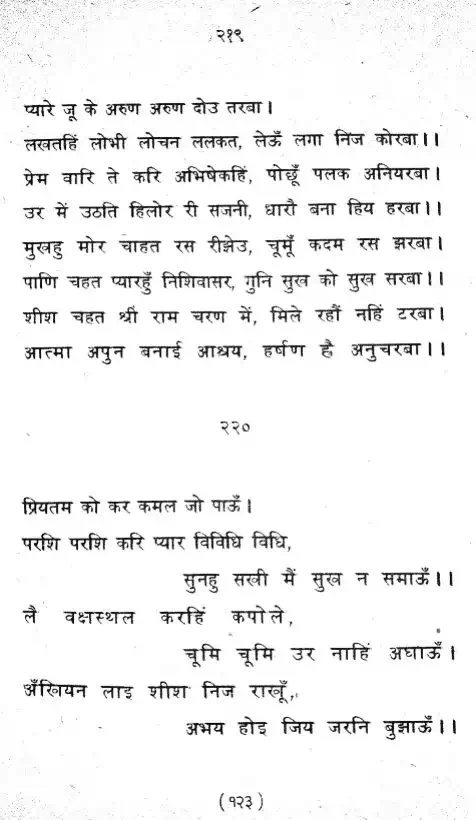 २१९
प्यारे जू के अरुण अरुण दोउ तरबा।
लखतहिं लोभी लोचन ललकत, लेऊँ लगा निज कोरबा।।
प्रेम वारि ते करि अभिषेकहिं, पोछूँ पलक अनियरबा।
उर में उठति हिलोर री सजनी, धारौ बना हिय हरबा।।
मुखहु मोर चाहत रस रीझेउ, चूमूँ कदम रस झरबा।
पाणि चहत प्यारहुँ निशिवासर, गुनि सुख को सुख सरबा।।
शीश चहत श्री राम चरण में, मिले रहौं नहिं टरबा।
आत्मा अपुन बनाई आश्रय, हर्षण ह्वै अनुचरबा।।
२२०
प्रियतम को कर कमल जो पाऊँ।
परशि परशि करि प्यार विविधि विधि,
सुनहु सखी मैं सुख न समाऊँ।।
लै वक्षस्थल करहिं कपोले,
चूमि चूमि उर नाहिं अघाऊँ।
अँखियन लाइ शीश निज राखूँ,
अभय होइ जिय जरनि बुझाऊँ।।
(१२३)